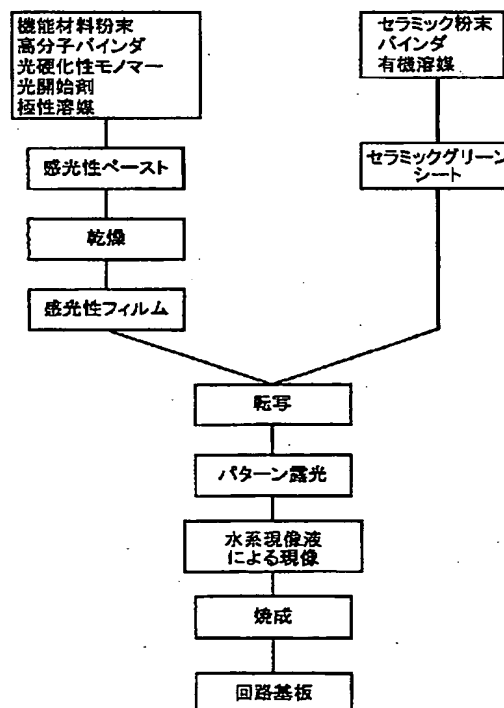 機能材料粉末
高分子バインダ
光硬化性モノマー
光開始剤
極性溶媒
セラミック粉末
バインダ
有機溶媒
感光性ペースト
セラミックグリーン
シート
乾燥
感光性フィルム
転写
パターン露光
水系現像液
による現像
焼成
回路基板